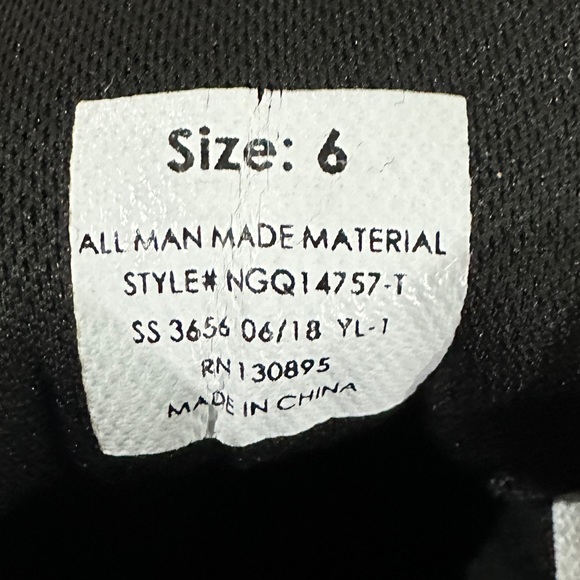 Size: 6
ALL MAN MADE MATERIAL
STYLE# NGQ14757-T
SS 3656 06/18 YL-1
RN 130895
MADE IN CHINA